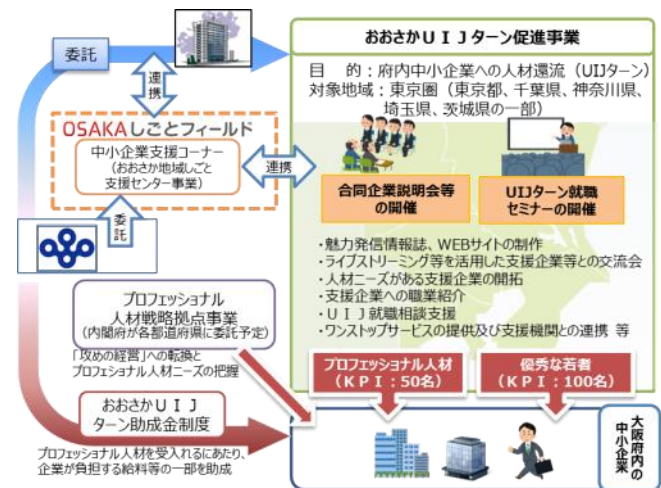 委託
おおさかＵＩＪターン促進事業
目　的：府内中小企業への人材還流（UIJターン）
対象地域：東京圏（東京都、千葉県、神奈川県、
埼玉県、茨城県の一部）
連携
OSAKAしごとフィールド
中小企業支援コーナー
（おおさか地域しごと
支援センター事業）
連携
委託
合同企業説明会等
の開催
UIJターン就職
セミナーの開催
・魅力発信情報誌、WEBサイトの制作
・ライブストリーミング等を活用した支援企業等との交流会
・人材ニーズがある支援企業の開拓
・支援企業への職業紹介
・ＵＩＪ就職相談支援
・ワンストップサービスの提供及び支援機関との連携 等
プロフェッショナル
人材戦略拠点事業
（内閣府が各都道府県に委託予定）
「攻めの経営」への転換と
プロフェショナル人材ニーズの把握
プロフェッショナル人材
（ＫＰＩ：50名）
優秀な若者
（ＫＰＩ：100名）
おおさかＵＩＪ
ターン助成金制度
プロフェショナル人材を受入れるにあたり、
企業が負担する給料等の一部を助成
大阪府内の
中小企業